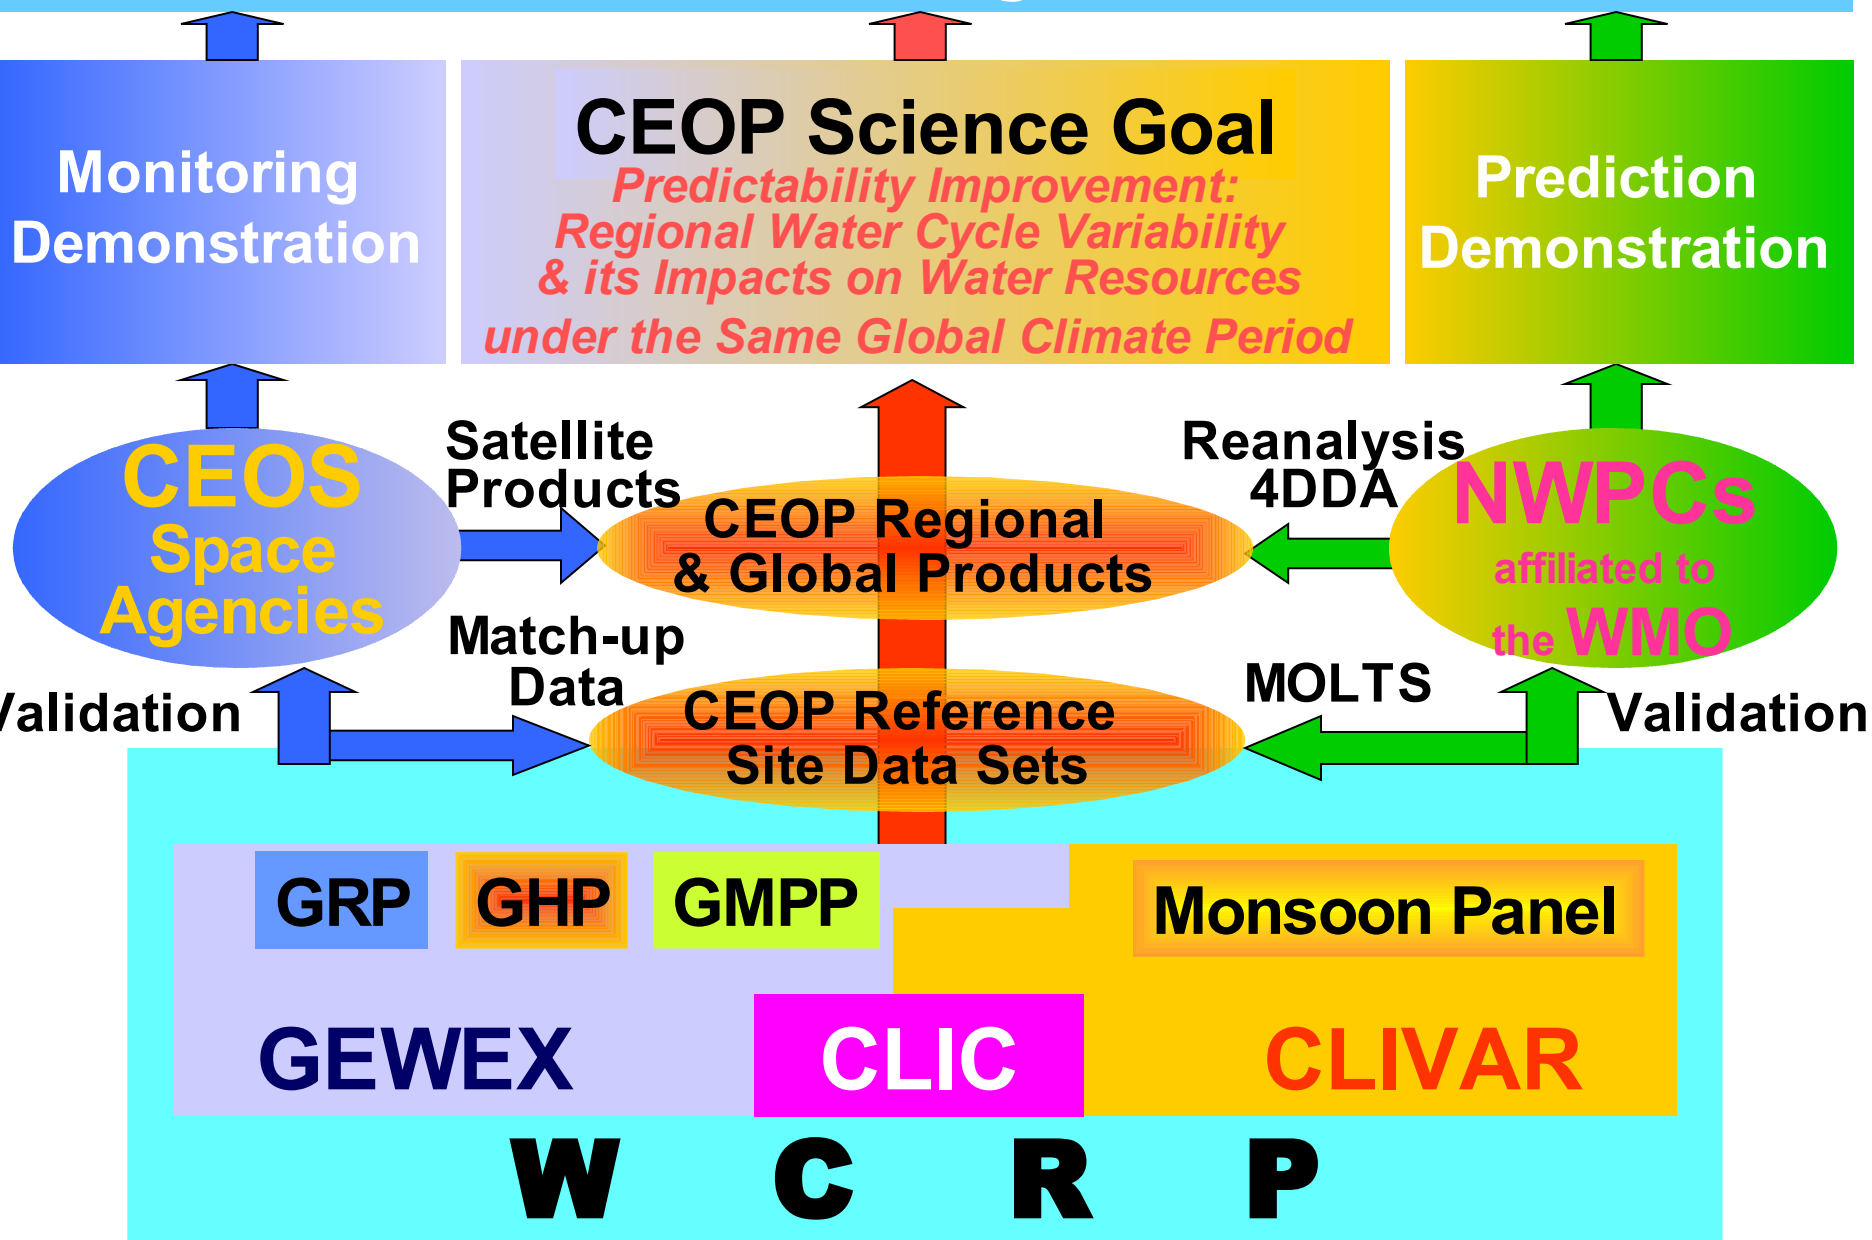 CEOP Science Goal
Predictability Improvement:
Regional Water Cycle Variability
& its Impacts on Water Resources
under the Same Global Climate Period
Monitoring
Demonstration
Prediction
Demonstration
CEOS
Space
Agencies
Satellite
Products
Reanalysis
4DDA
NWPCs
affiliated to
the WMO
CEOP Regional
& Global Products
Match-up
Data
MOLTS
Validation
Validation
CEOP Reference
Site Data Sets
GRP
GHP
GMPP
Monsoon Panel
GEWEX
CLIC
CLIVAR
W C R P